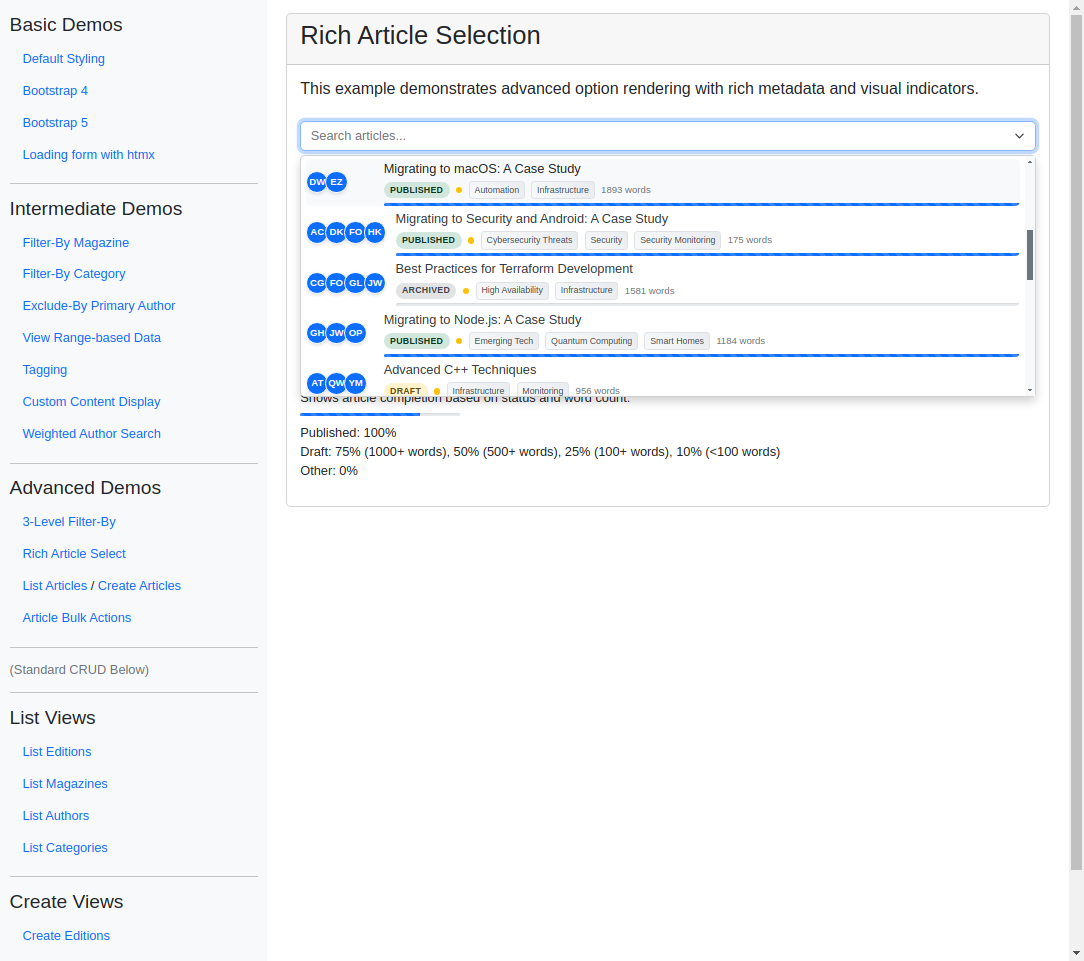 Basic Demos
Default Styling
Bootstrap 4
Bootstrap 5
Loading form with htmx
Intermediate Demos
Filter-By Magazine
Filter-By Category
Exclude-By Primary Author
View Range-based Data
Tagging
Custom Content Display
Weighted Author Search
Advanced Demos
3-Level Filter-By
Rich Article Select
List Articles / Create Articles
Article Bulk Actions
(Standard CRUD Below)
List Views
List Editions
List Magazines
List Authors
List Categories
Create Views
Create Editions
Rich Article Selection
This example demonstrates advanced option rendering with rich metadata and visual indicators.
Search articles...
DW EZ Migrating to macOS: A Case Study
PUBLISHED Automation Infrastructure 1893 words
AC DK FO HK Migrating to Security and Android: A Case Study
PUBLISHED Cybersecurity Threats Security Security Monitoring 175 words
CG FO GL JW Best Practices for Terraform Development
ARCHIVED High Availability Infrastructure 1581 words
GH JW OP Migrating to Node.js: A Case Study
PUBLISHED Emerging Tech Quantum Computing Smart Homes 1184 words
AT QW YM Advanced C++ Techniques
DRAFT Infrastructure Monitoring 956 words
Shows article completion based on status and word count.
Published: 100%
Draft: 75% (1000+ words), 50% (500+ words), 25% (100+ words), 10% (<100 words)
Other: 0%